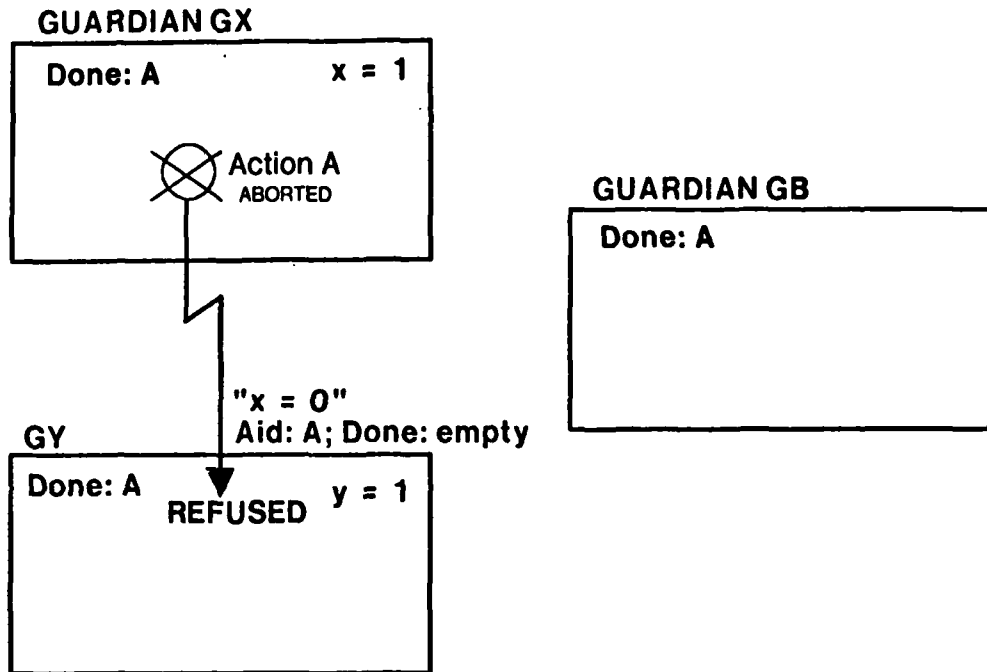 GUARDIAN GX
Done: A
x = 1
Action A
ABORTED
GUARDIAN GB
Done: A
"x = 0"
Aid: A; Done: empty
GY
Done: A
REFUSED
y = 1